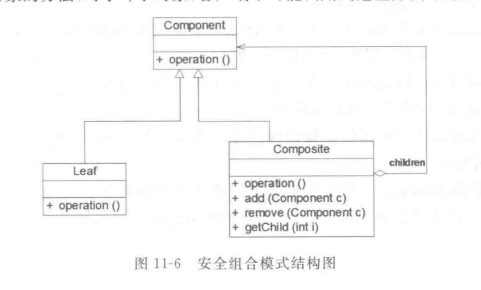 Component
+ operation ()
Composite
children
Leaf
+ operation ()
+ add (Component c)
+ operation ()
+ remove (Component c)
+ getChild (int i)
图 11-6 安全组合模式结构图